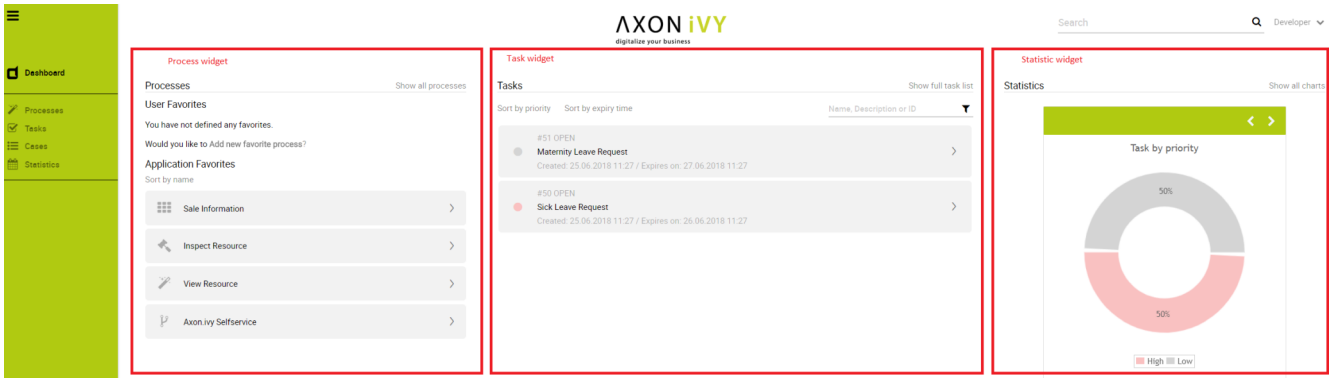 AXON iVY
digitalize your business
Search
Developer
Dashboard
Processes
Tasks
Cases
Statistics
Process widget
Processes
Show all processes
User Favorites
You have not defined any favorites.
Would you like to Add new favorite process?
Application Favorites
Sort by name
Sale Information
Inspect Resource
View Resource
Axon.ivy Selfservice
Task widget
Tasks
Show full task list
Sort by priority
Sort by expiry time
Name, Description or ID
#51 OPEN
Maternity Leave Request
Created: 25.06.2018 11:27 / Expires on: 27.06.2018 11:27
#50 OPEN
Sick Leave Request
Created: 25.06.2018 11:27 / Expires on: 26.06.2018 11:27
Statistic widget
Statistics
Show all charts
Task by priority
50%
50%
High Low